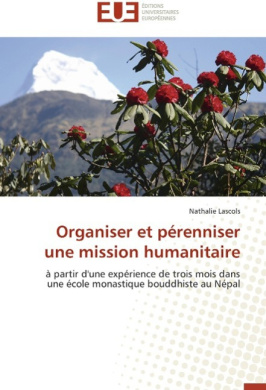 EUE
ÉDITIONS
UNIVERSITAIRES
EUROPÉENNES
Nathalie Lascols
Organiser et pérenniser
une mission humanitaire
à partir d'une expérience de trois mois dans
une école monastique bouddhiste au Népal